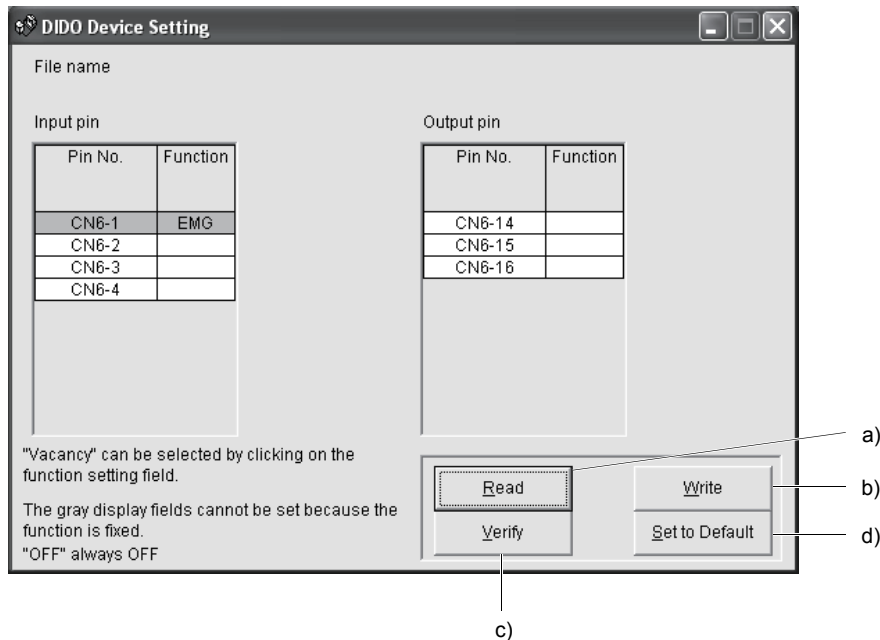 DIDO Device Setting
File name
Input pin
Output pin
Pin No. Function
CN6-1 EMG
CN6-2
CN6-3
CN6-4
Pin No. Function
CN6-14
CN6-15
CN6-16
"Vacancy" can be selected by clicking on the
function setting field.
The gray display fields cannot be set because the
function is fixed.
"OFF" always OFF
Read
Write
Verify
Set to Default
a)
b)
d)
c)